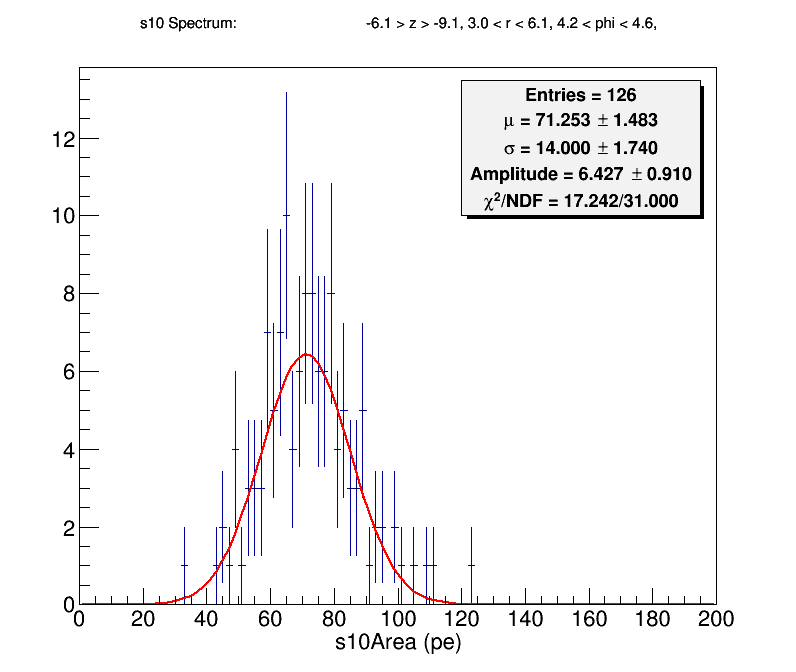 s10 Spectrum: -6.1 > z > -9.1, 3.0 < r < 6.1, 4.2 < phi < 4.6,
Entries = 126
μ = 71.253 ± 1.483
σ = 14.000 ± 1.740
Amplitude = 6.427 ± 0.910
χ²/NDF = 17.242/31.000
12
10
8
6
4
2
0
0 20 40 60 80 100 120 140 160 180 200
s10Area (pe)